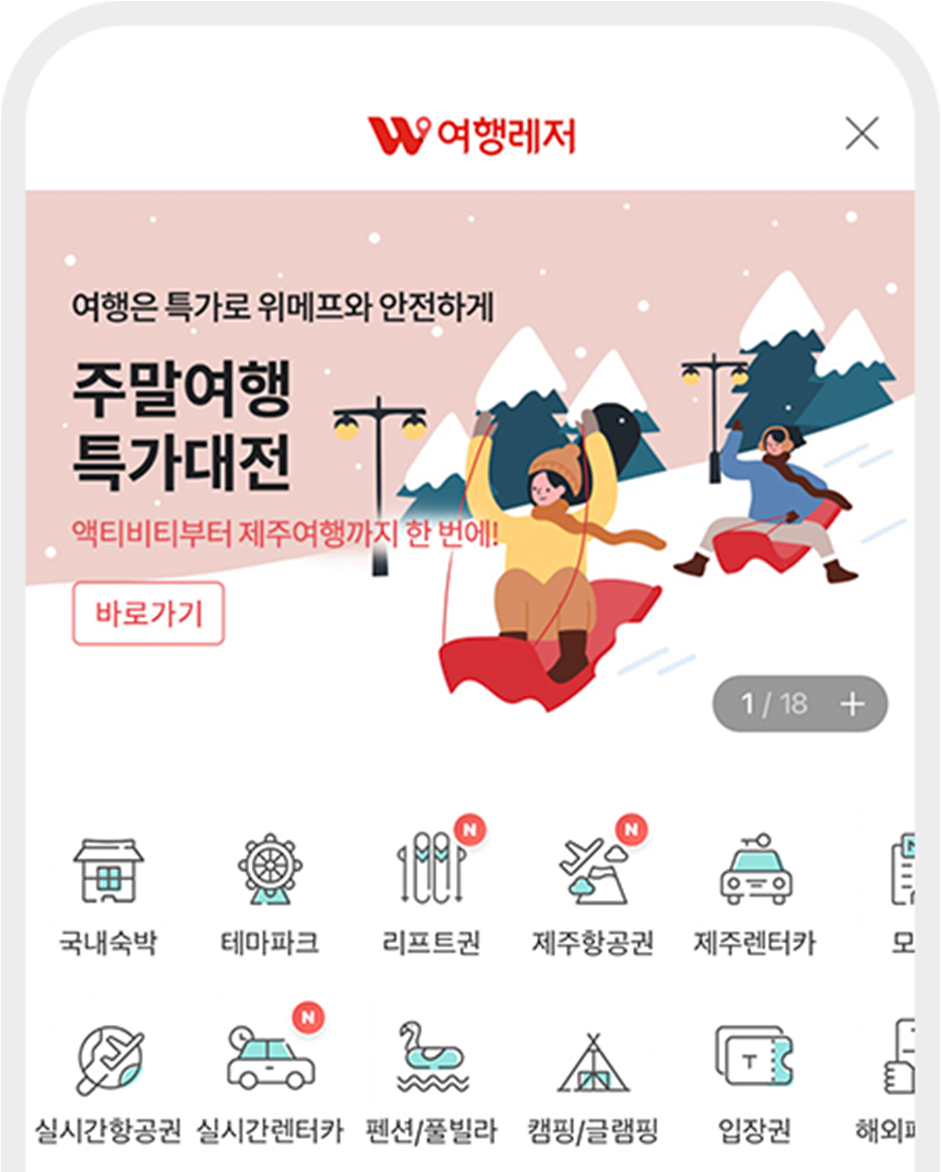 W 여행레저
여행은 특가로 위메프와 안전하게
주말여행
특가대전
액티비티부터 제주여행까지 한 번에!
바로가기
1 / 18 +
N N
국내숙박 테마파크 리프트권 제주항공권 제주렌터카 모
N
T
실시간항공권 실시간렌터카 펜션/풀빌라 캠핑/글램핑 입장권 해외